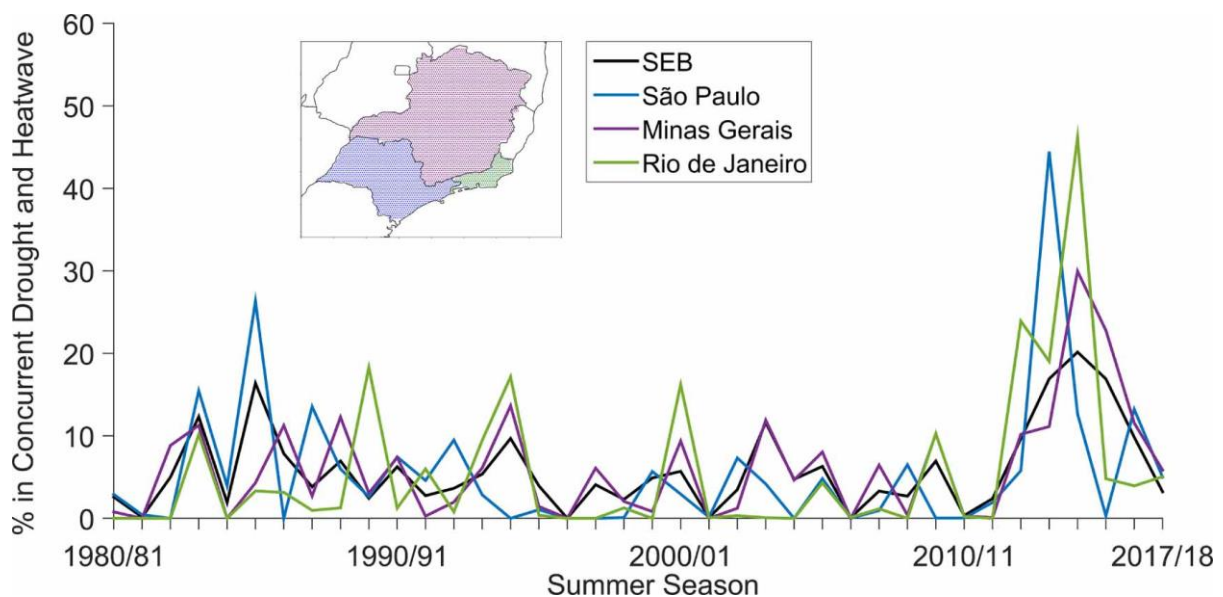 % in Concurrent Drought and Heatwave
60
50
40
30
20
10
0
SEB
São Paulo
Minas Gerais
Rio de Janeiro
1980/81
1990/91
2000/01
2010/11
2017/18
Summer Season